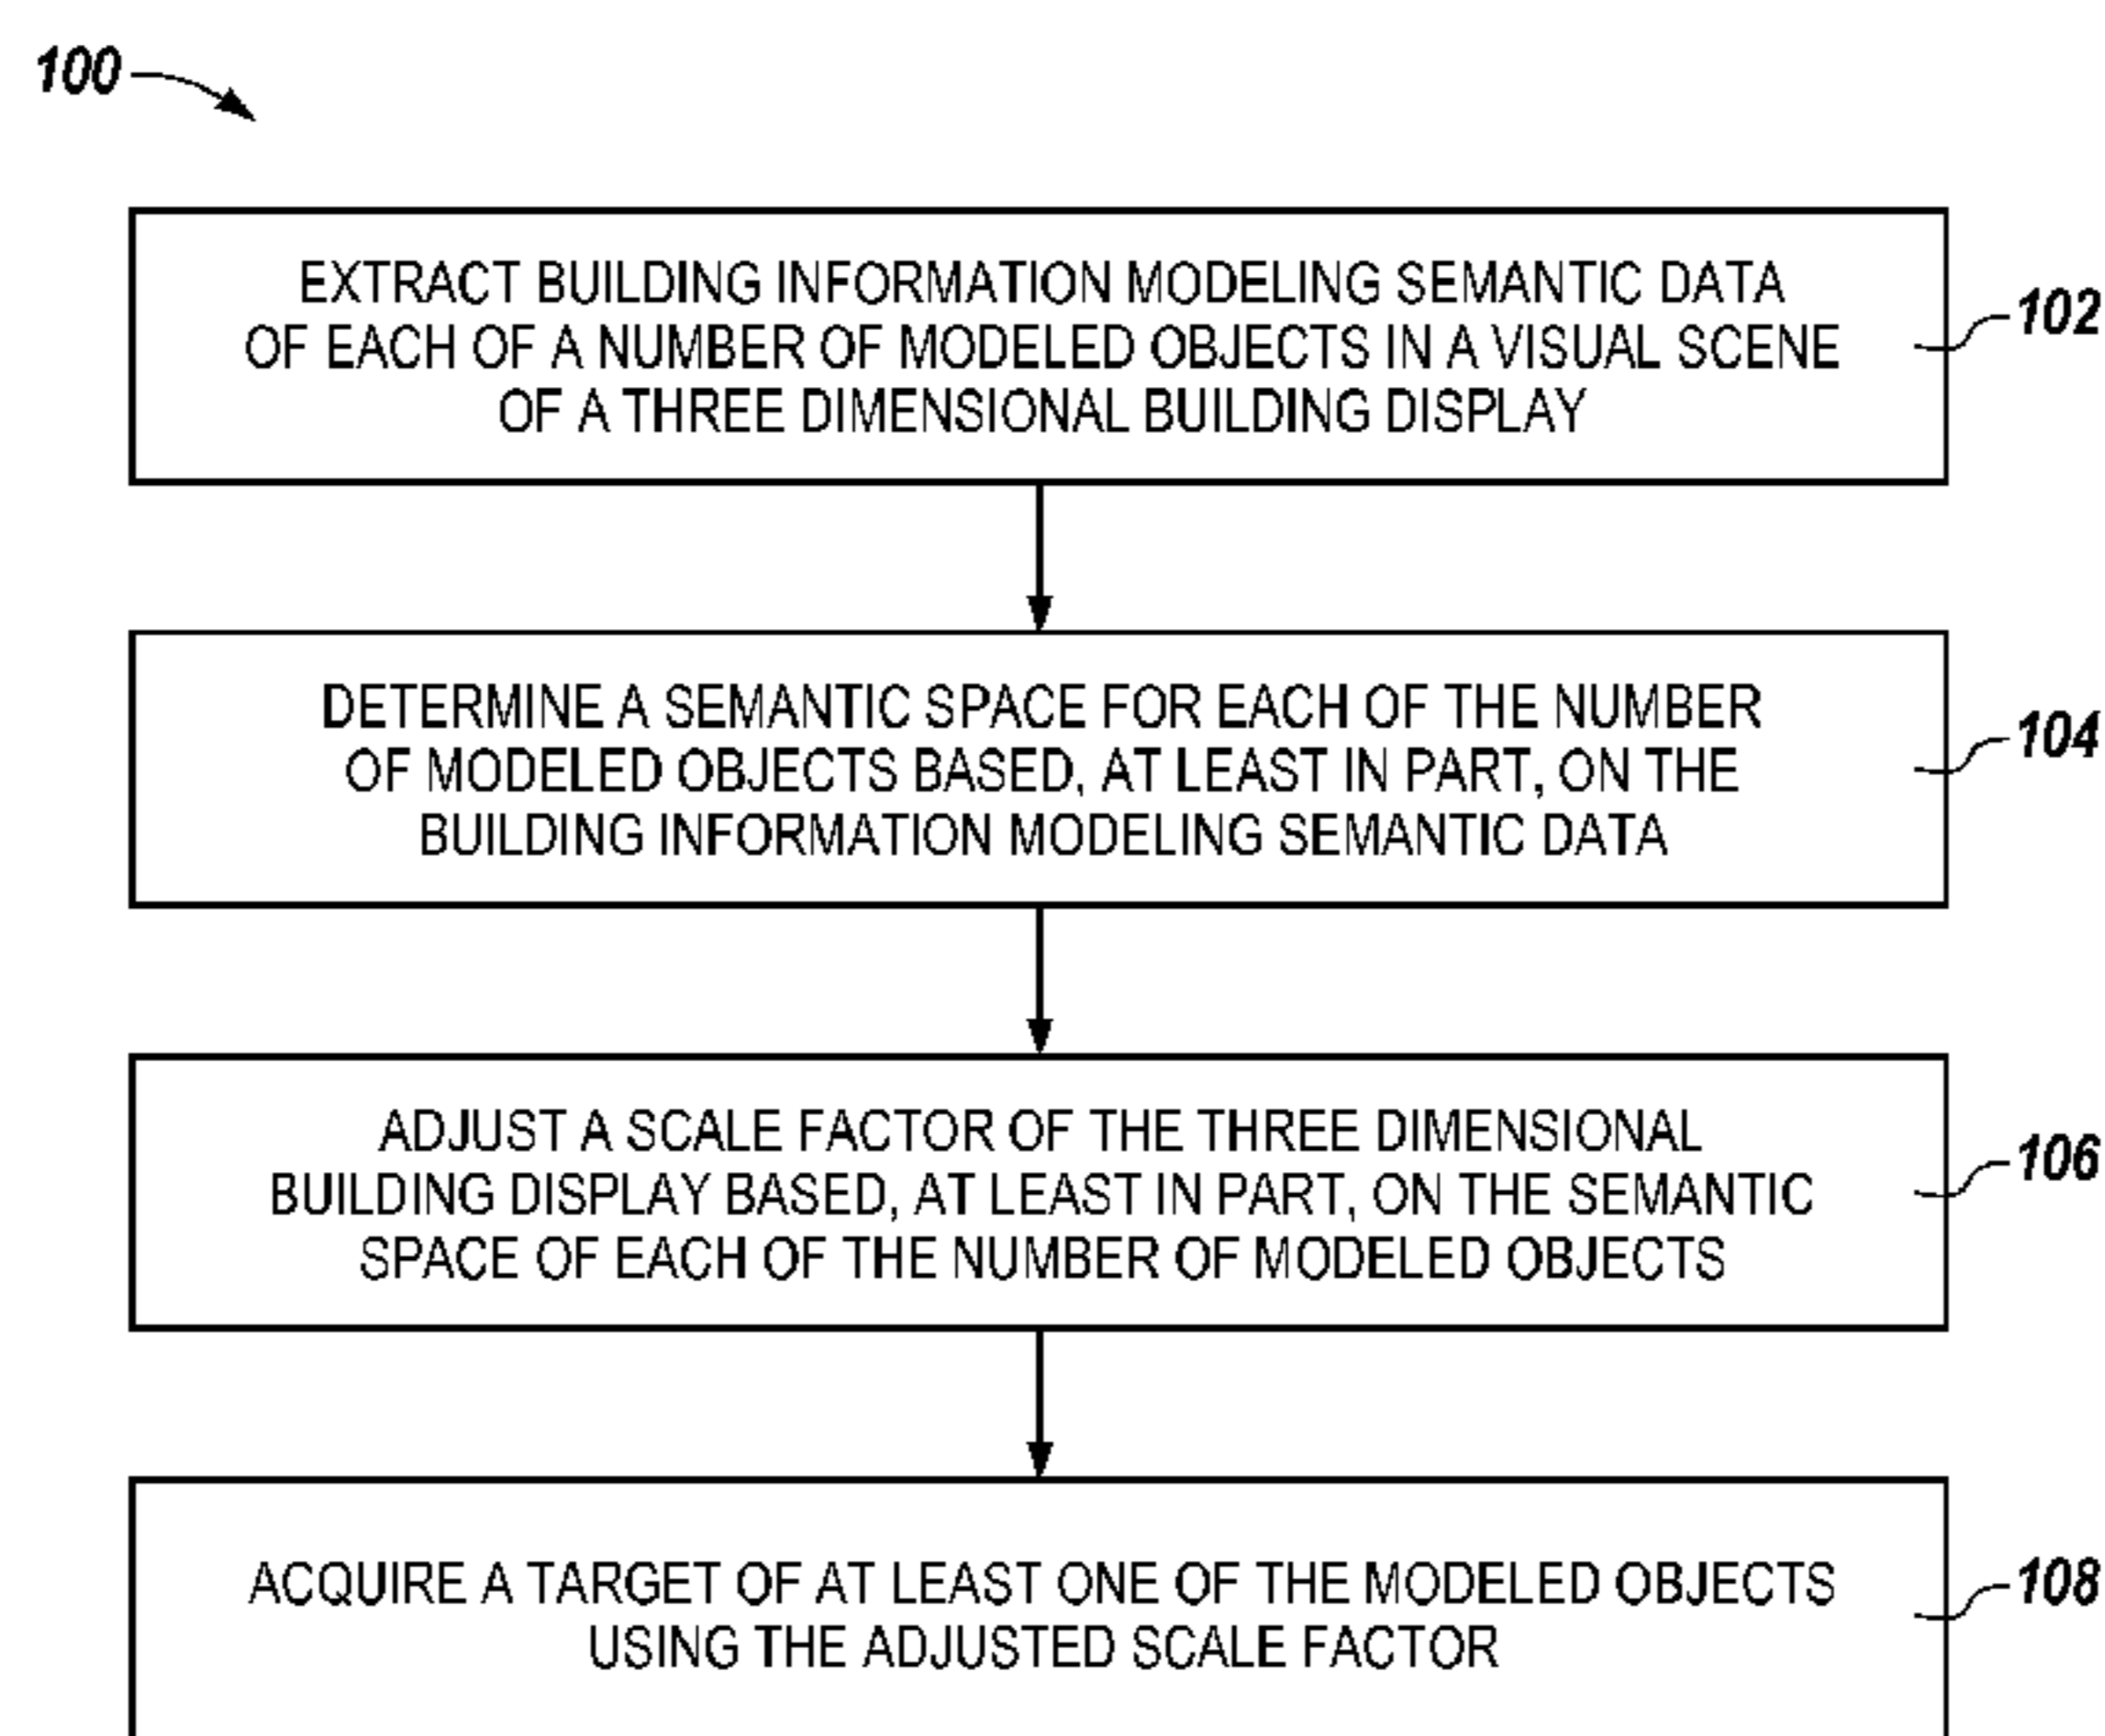 100
EXTRACT BUILDING INFORMATION MODELING SEMANTIC DATA
OF EACH OF A NUMBER OF MODELED OBJECTS IN A VISUAL SCENE
OF A THREE DIMENSIONAL BUILDING DISPLAY
102
DETERMINE A SEMANTIC SPACE FOR EACH OF THE NUMBER
OF MODELED OBJECTS BASED, AT LEAST IN PART, ON THE
BUILDING INFORMATION MODELING SEMANTIC DATA
104
ADJUST A SCALE FACTOR OF THE THREE DIMENSIONAL
BUILDING DISPLAY BASED, AT LEAST IN PART, ON THE SEMANTIC
SPACE OF EACH OF THE NUMBER OF MODELED OBJECTS
106
ACQUIRE A TARGET OF AT LEAST ONE OF THE MODELED OBJECTS
USING THE ADJUSTED SCALE FACTOR
108